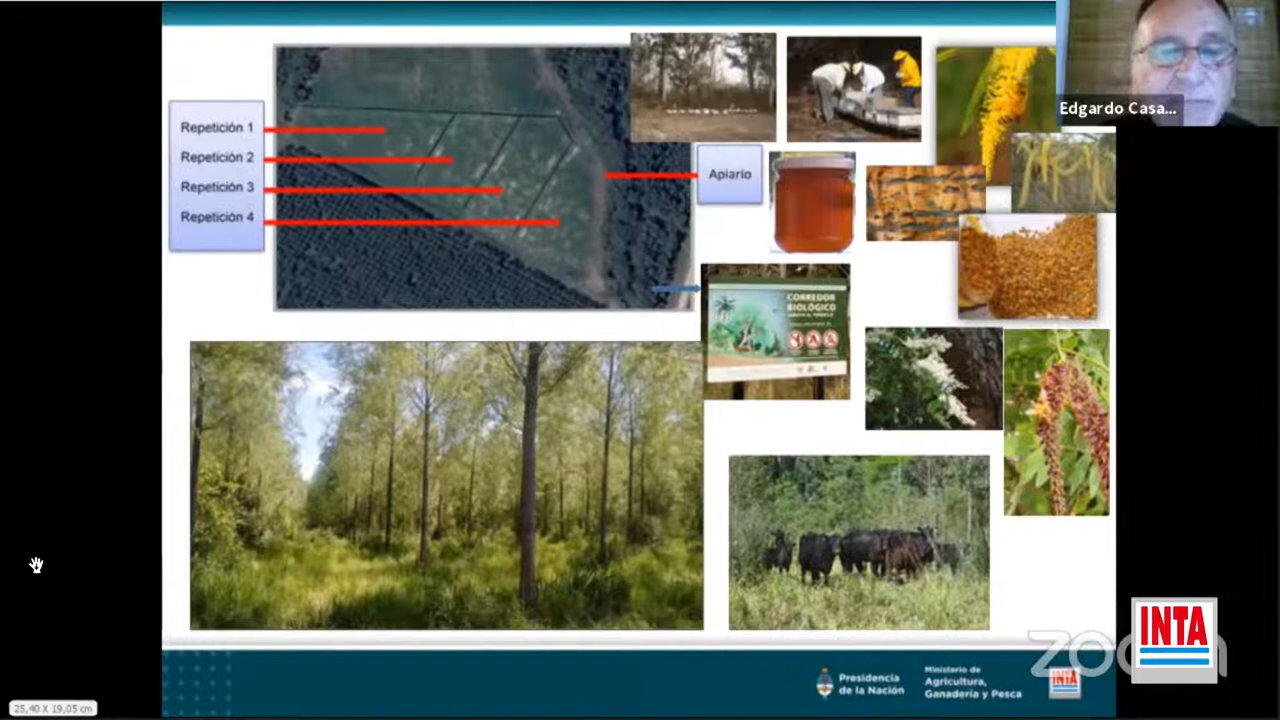 Edgardo Casa...
Repetición 1
Repetición 2
Repetición 3
Repetición 4
Apiario
CORREDOR
BIOLÓGICO
Presidencia
de la Nación
Ministerio de
Agricultura,
Ganadería y Pesca
INTA
zoom
INTA
25,40 X 19,05 cm